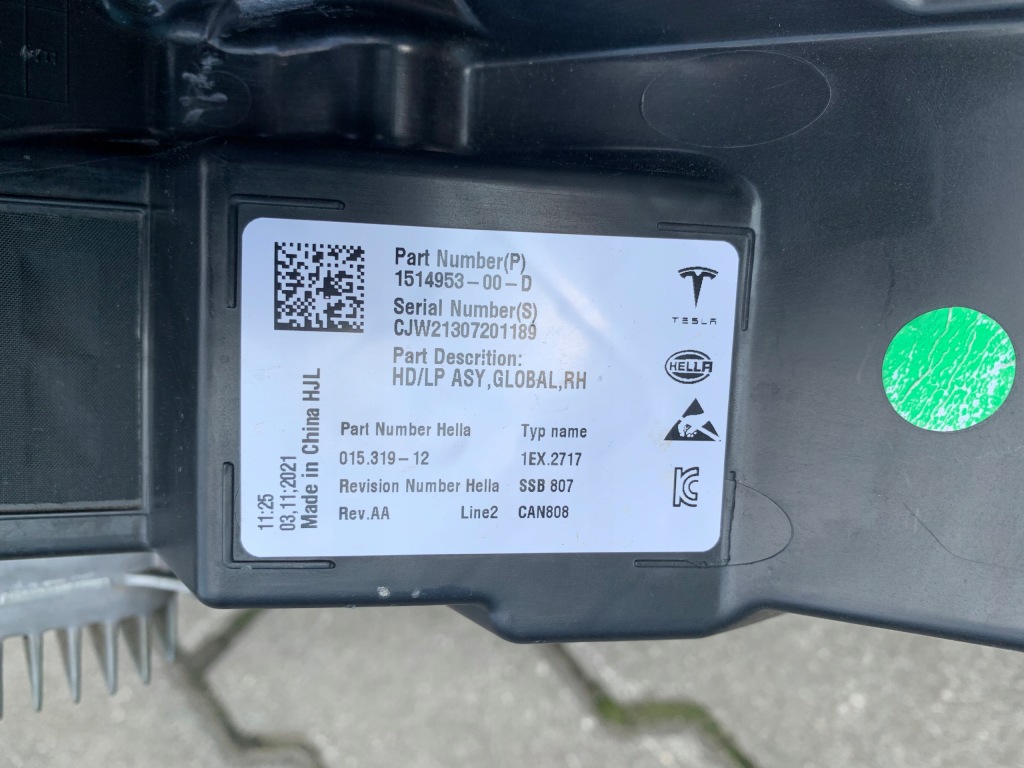 Part Number(P)
1514953-00-D
Serial Number(S)
CJW21307201189
Part Descrition:
HD/LP ASY,GLOBAL,RH
TESLA
HELLA
Part Number Hella Typ name
015.319-12 1EX.2717
Revision Number Hella SSB 807
Rev.AA Line2 CAN808
11:25
03,11;2021
Made in China HJL